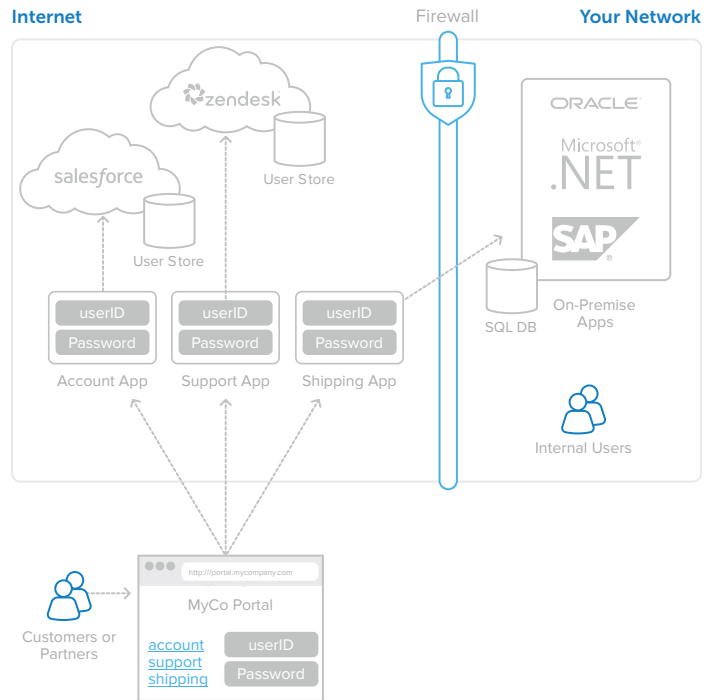 Internet
Firewall
Your Network
zendesk
User Store
salesforce
User Store
ORACLE
Microsoft®
.NET
SAP®
SQL DB
On-Premise
Apps
userID
Password
Account App
userID
Password
Support App
userID
Password
Shipping App
Internal Users
http:///portal.mycompany.com
MyCo Portal
Customers or
Partners
account
support
shipping
userID
Password